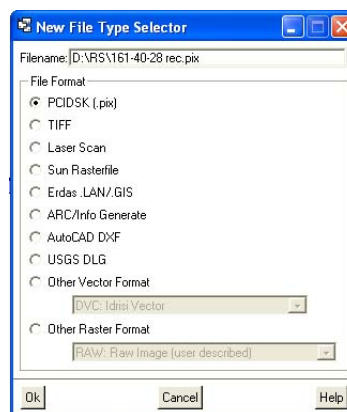 New File Type Selector
Filename: D:\RS\161-40-28 rec.pix
File Format
PCIDSK (.pix)
TIFF
Laser Scan
Sun Rasterfile
Erdas .LAN/.GIS
ARC/Info Generate
AutoCAD DXF
USGS DLG
Other Vector Format
DVC: Idrisi Vector
Other Raster Format
RAW: Raw Image (user described)
Ok Cancel Help